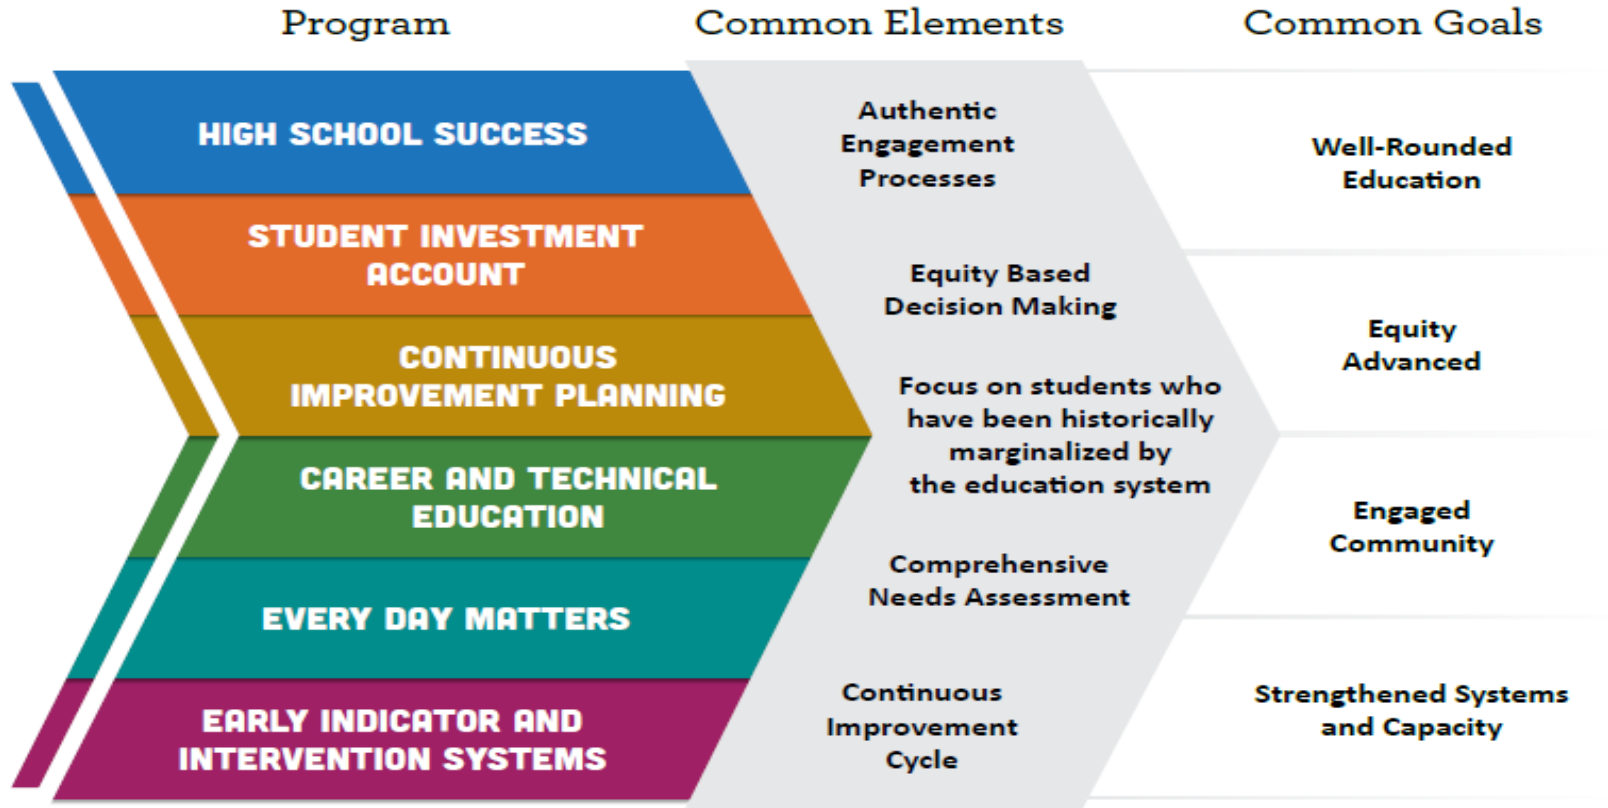 Program
Common Elements
Common Goals
HIGH SCHOOL SUCCESS
STUDENT INVESTMENT
ACCOUNT
CONTINUOUS
IMPROVEMENT PLANNING
CAREER AND TECHNICAL
EDUCATION
EVERY DAY MATTERS
EARLY INDICATOR AND
INTERVENTION SYSTEMS
Authentic
Engagement
Processes
Equity Based
Decision Making
Focus on students who
have been historically
marginalized by
the education system
Comprehensive
Needs Assessment
Continuous
Improvement
Cycle
Well-Rounded
Education
Equity
Advanced
Engaged
Community
Strengthened Systems
and Capacity